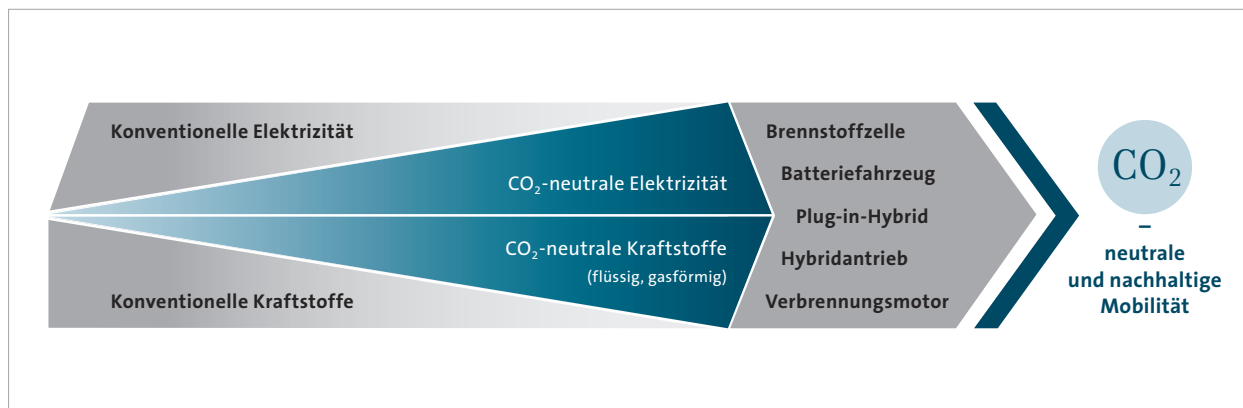 Konventionelle Elektrizität
CO₂-neutrale Elektrizität
CO₂-neutrale Kraftstoffe
(flüssig, gasförmig)
Konventionelle Kraftstoffe
Brennstoffzelle
Batteriefahrzeug
Plug-in-Hybrid
Hybridantrieb
Verbrennungsmotor
CO₂
–
neutrale
und nachhaltige
Mobilität